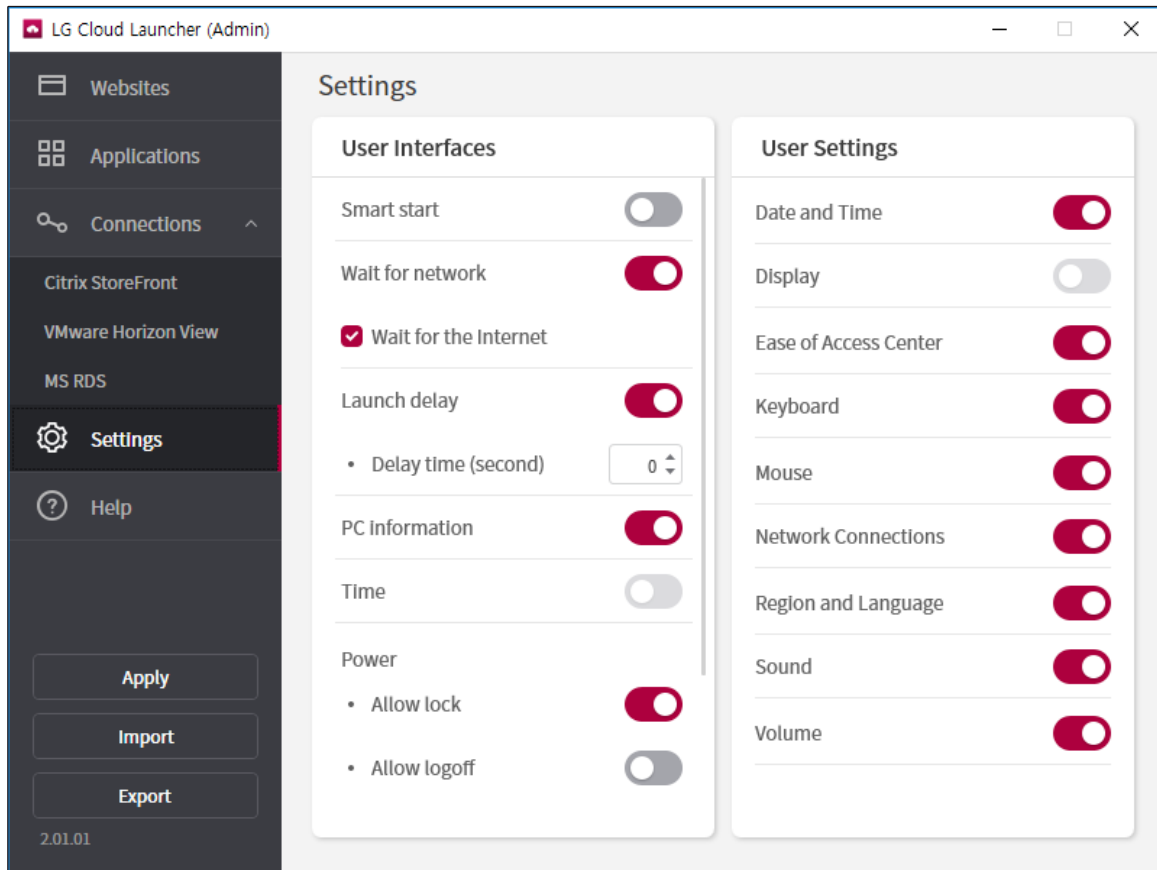 LG Cloud Launcher (Admin)
Websites
Applications
Connections
Citrix StoreFront
VMware Horizon View
MS RDS
Settings
Help
Apply
Import
Export
2.01.01
Settings
User Interfaces
Smart start
Wait for network
Wait for the Internet
Launch delay
• Delay time (second) 0
PC information
Time
Power
• Allow lock
• Allow logoff
User Settings
Date and Time
Display
Ease of Access Center
Keyboard
Mouse
Network Connections
Region and Language
Sound
Volume